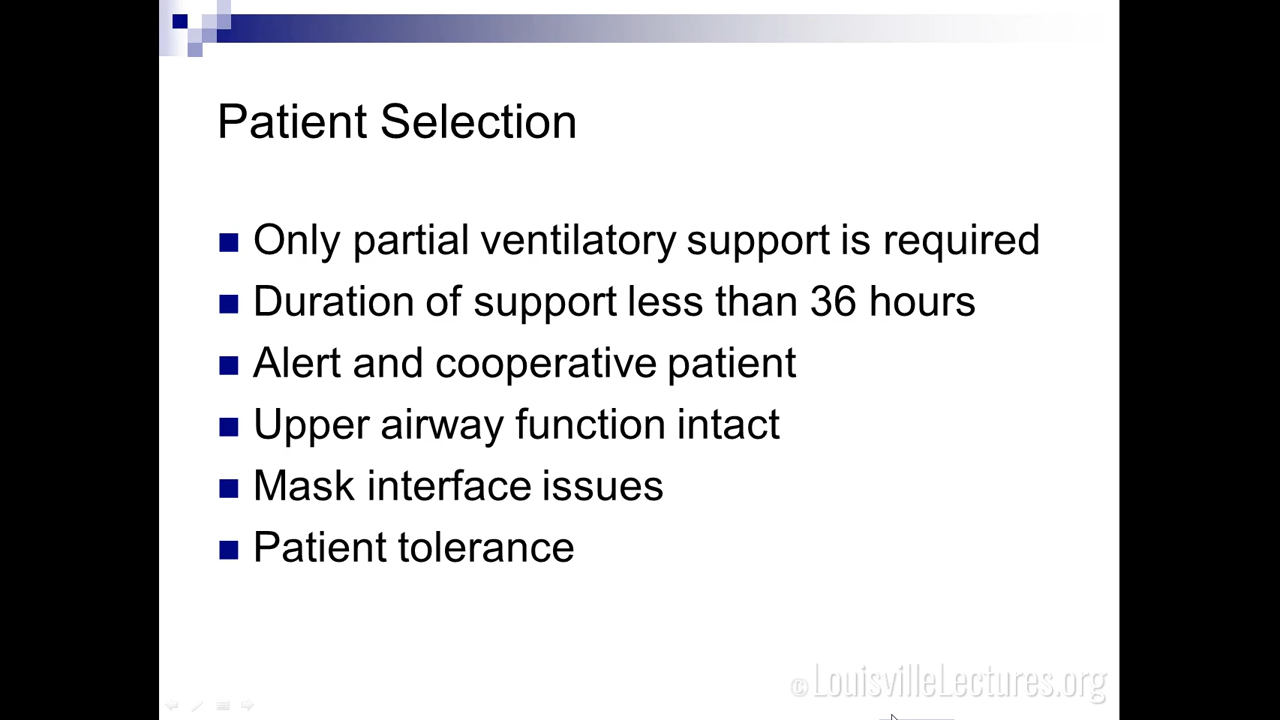 Patient Selection
Only partial ventilatory support is required
Duration of support less than 36 hours
Alert and cooperative patient
Upper airway function intact
Mask interface issues
Patient tolerance
©LouisvilleLectures.org